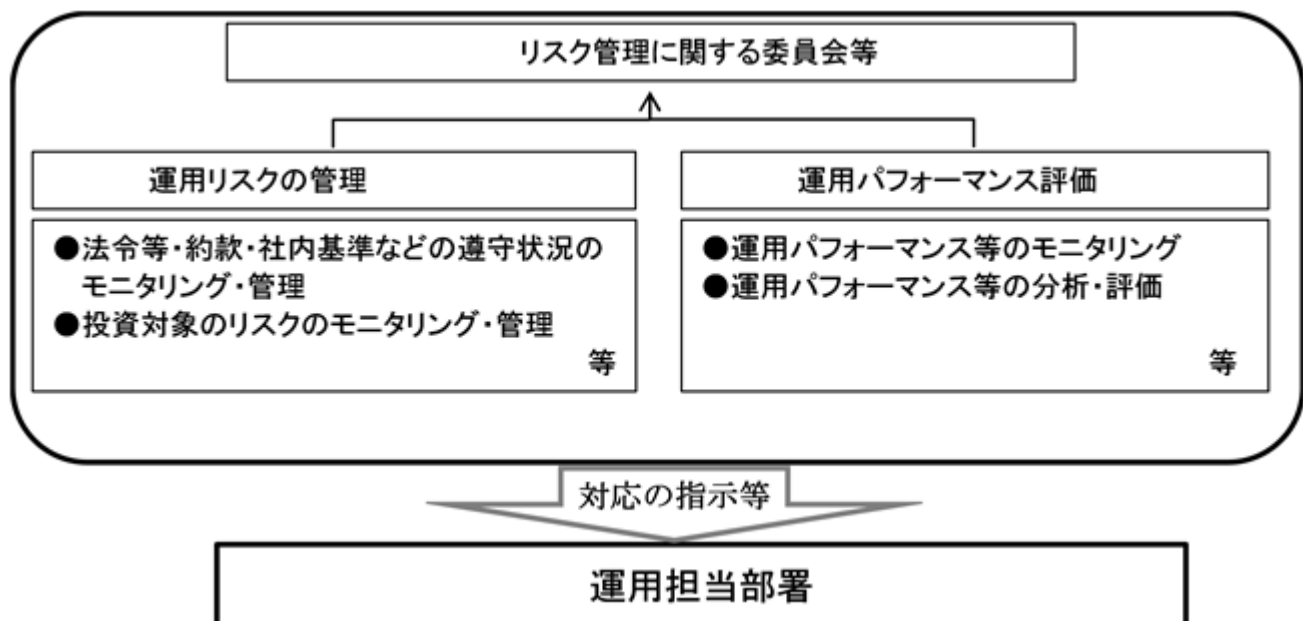 リスク管理に関する委員会等
運用リスクの管理
●法令等・約款・社内基準などの遵守状況の
モニタリング・管理
●投資対象のリスクのモニタリング・管理
等
運用パフォーマンス評価
●運用パフォーマンス等のモニタリング
●運用パフォーマンス等の分析・評価
等
対応の指示等
運用担当部署